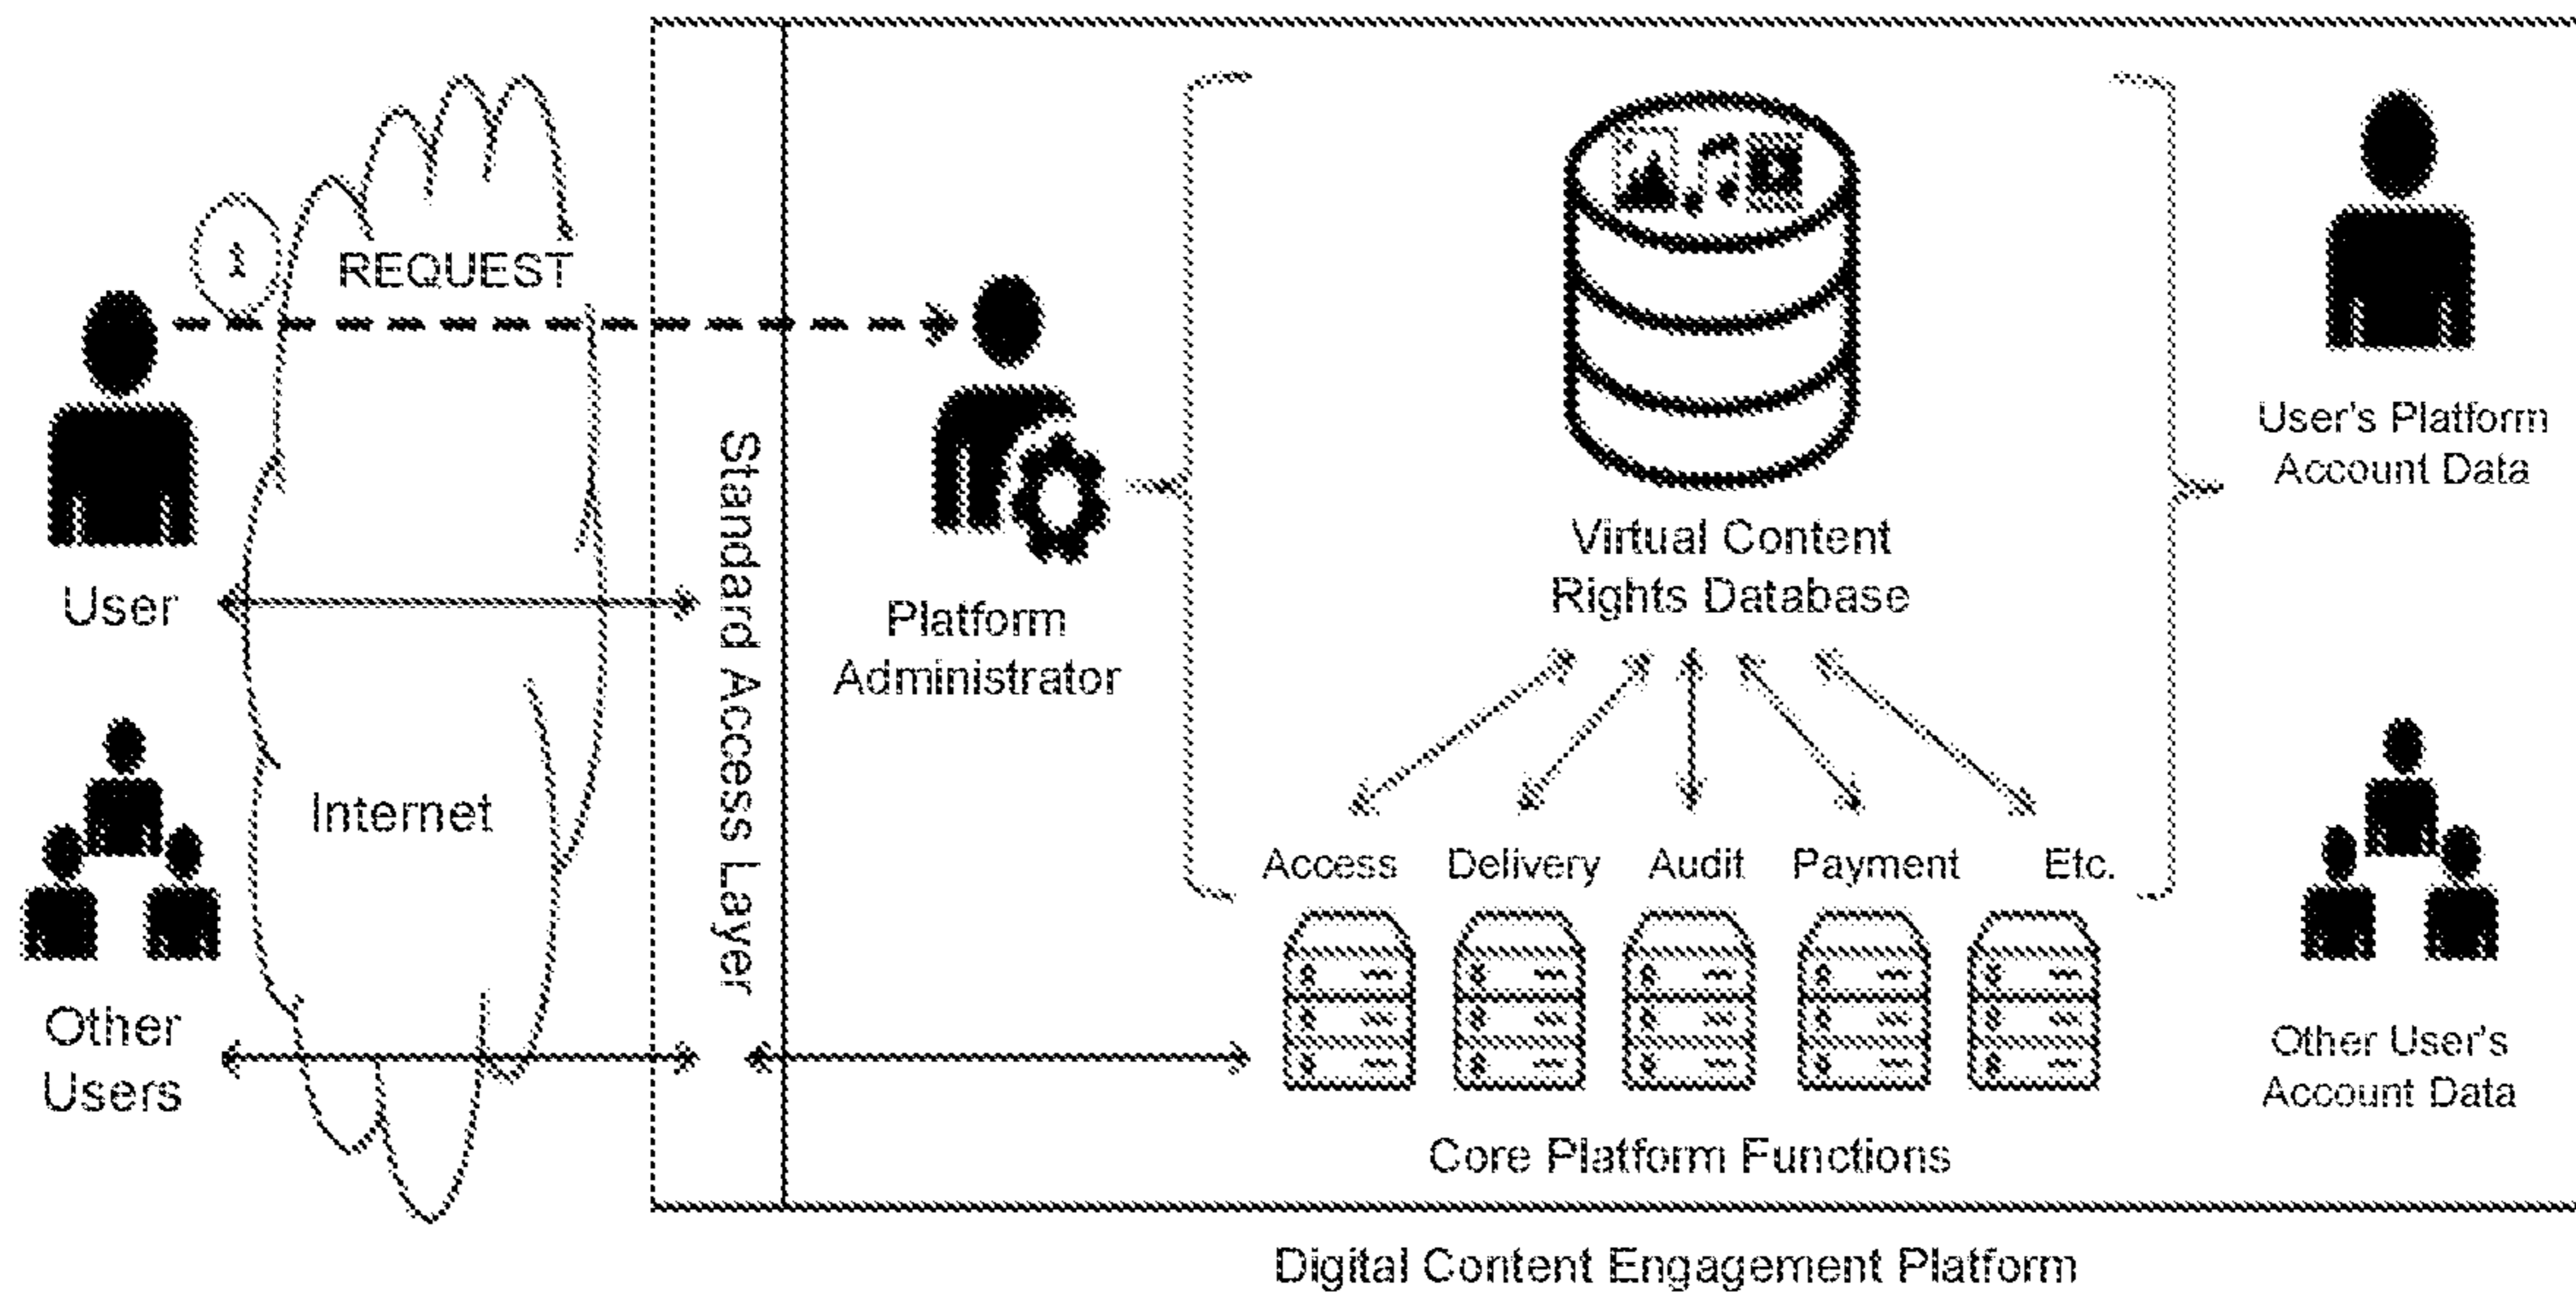 1
REQUEST
User
Internet
Other
Users
Standard Access Layer
Platform
Administrator
Virtual Content
Rights Database
Access Delivery Audit Payment Etc.
Core Platform Functions
User's Platform
Account Data
Other User's
Account Data
Digital Content Engagement Platform